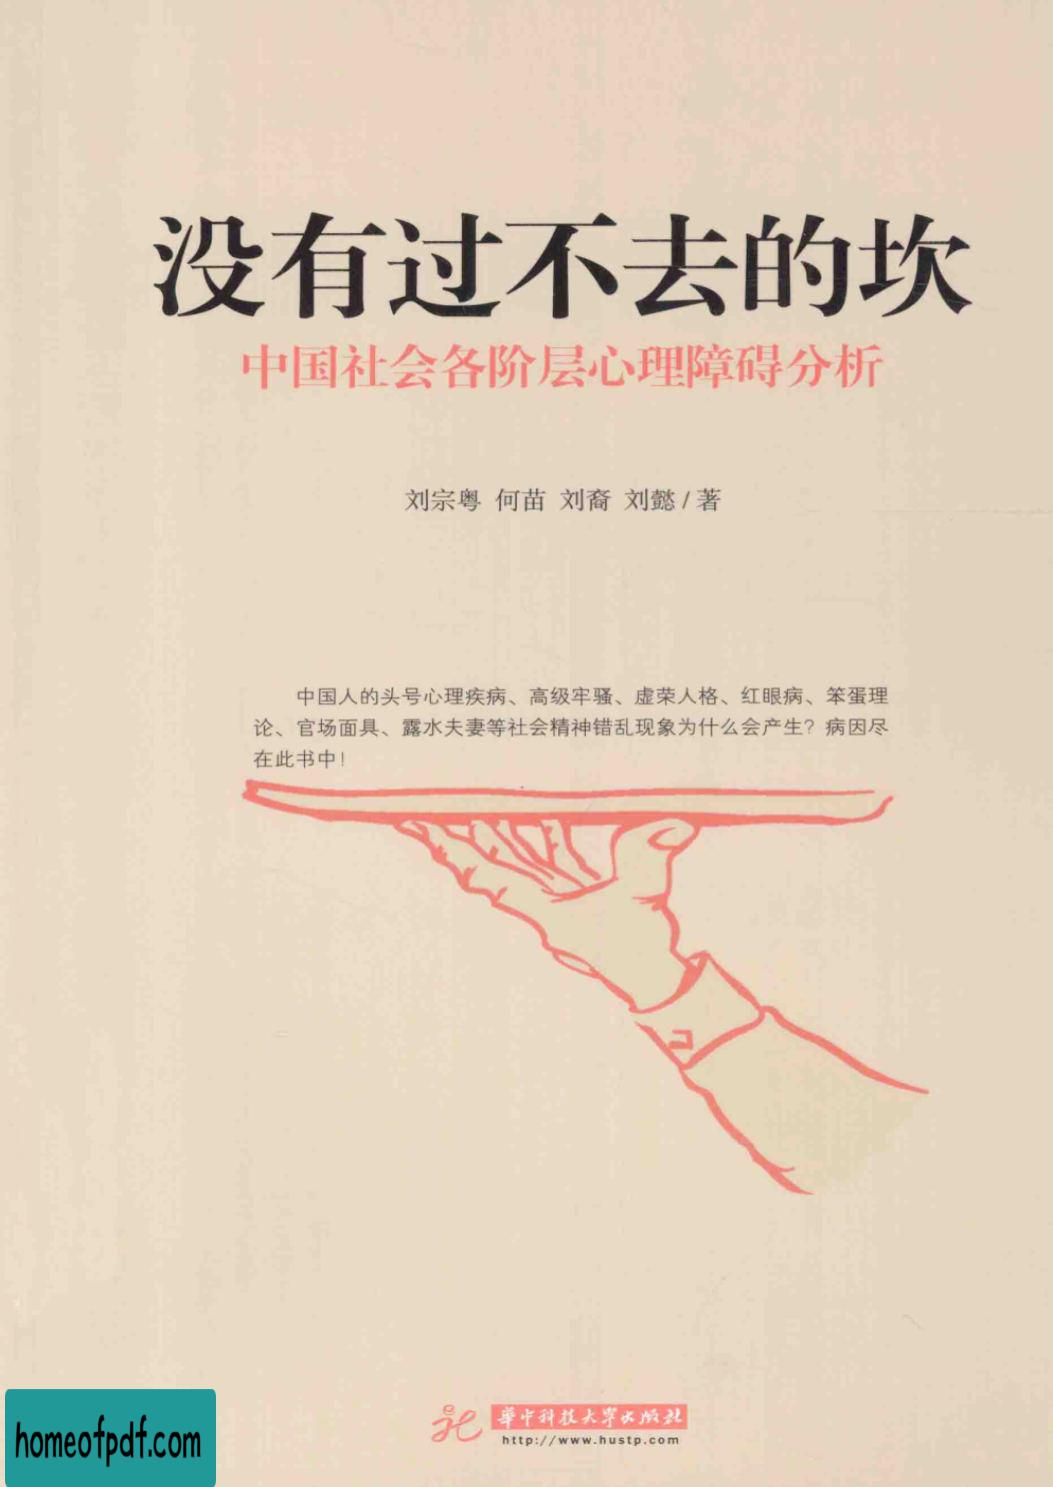 没有过不去的坎
中国社会各阶层心理障碍分析
刘宗粤 何苗 刘裔 刘懿/著
中国人的头号心理疾病、高级牢骚、虚荣人格、红眼病、笨蛋理
论、官场面具、露水夫妻等社会精神错乱现象为什么会产生？病因尽
在此书中！
华中科技大学出版社
http://www.hustp.com
homeofpdf.com